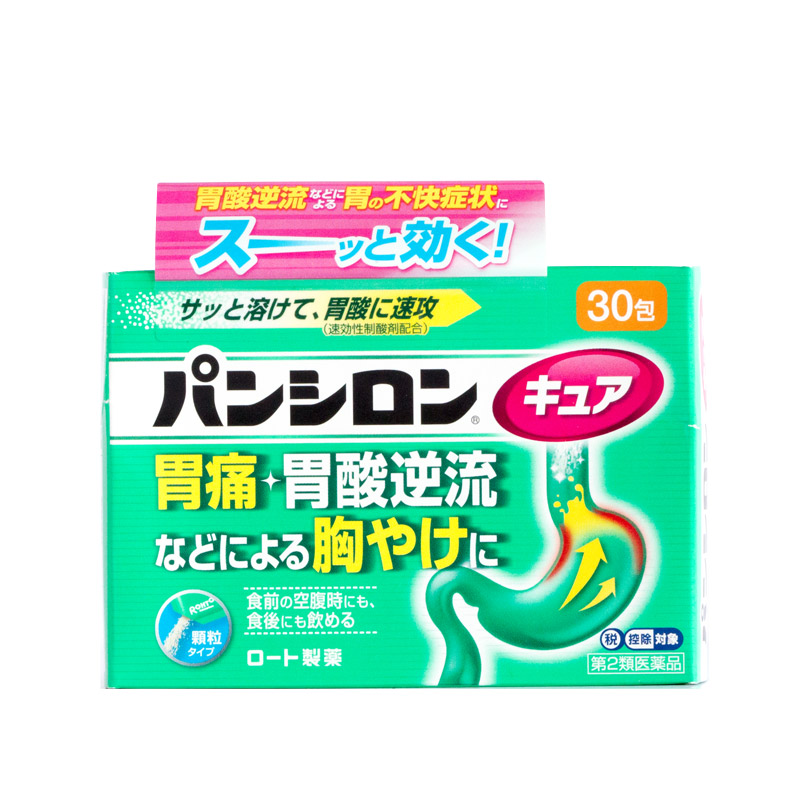 胃酸逆流などによる胃の不快症状に
スーッと効く!
サッと溶けて、胃酸に速攻
(速効性制酸剤配合)
30包
パンシロン®
キュア
胃痛・胃酸逆流
などによる胸やけに
食前の空腹時にも、
食後にも飲める
ROHTO
顆粒
タイプ
ロート製薬
税 控除 対象
第2類医薬品